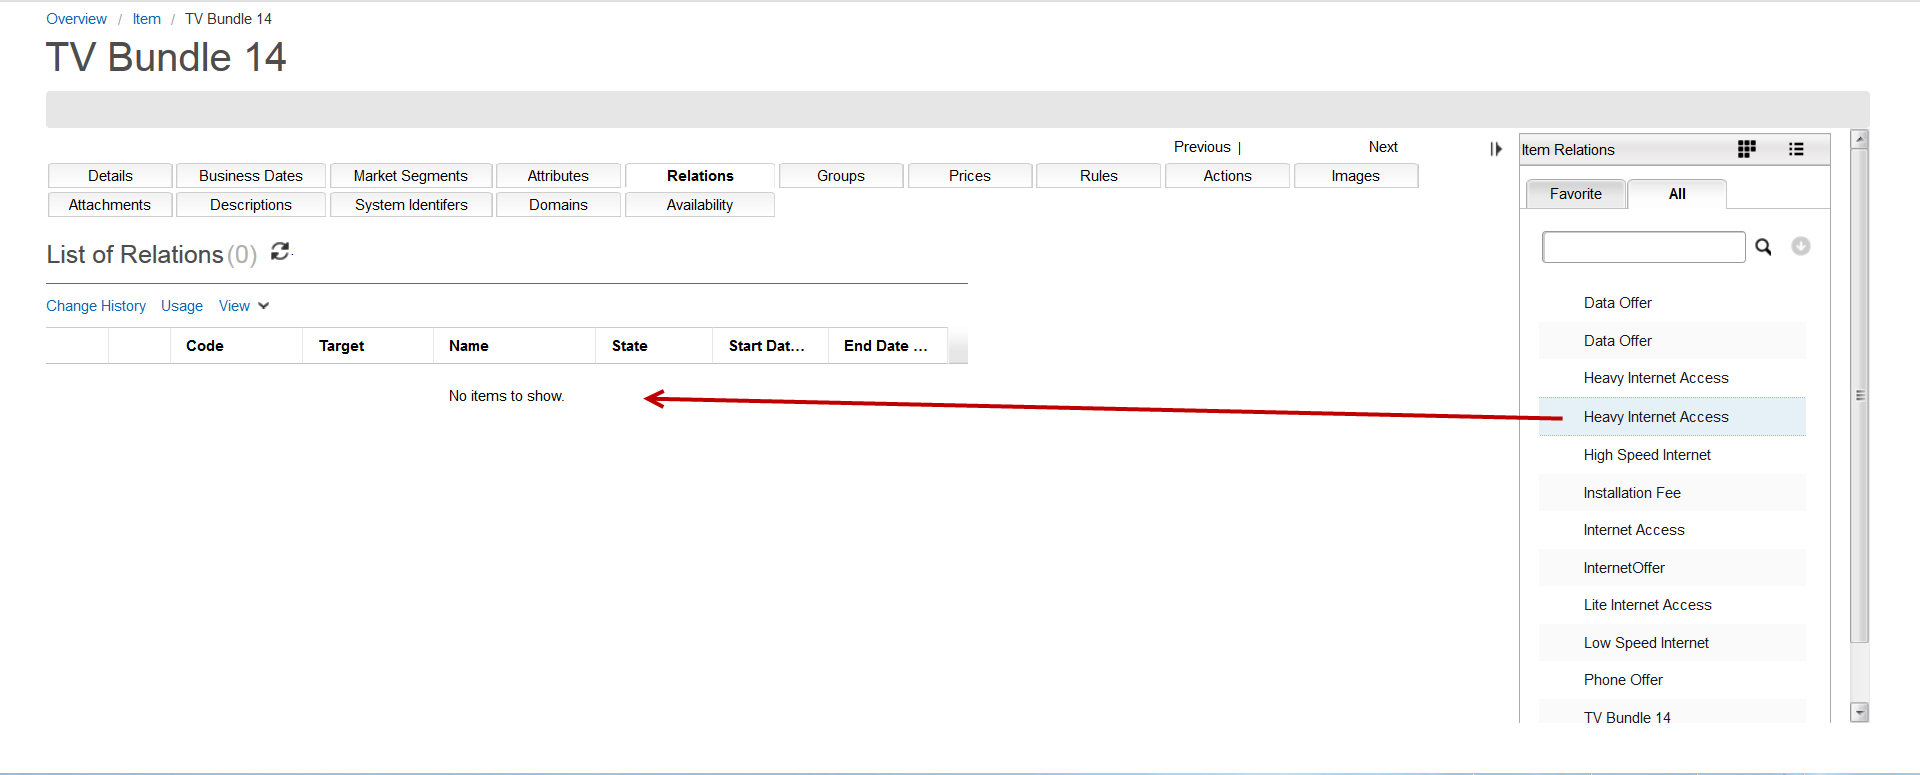 Overview / Item / TV Bundle 14
TV Bundle 14
Previous | Next
Details Business Dates Market Segments Attributes Relations Groups Prices Rules Actions Images
Attachments Descriptions System Identifers Domains Availability
List of Relations (0)
Change History Usage View
Code Target Name State Start Dat... End Date ...
No items to show.
Item Relations
Favorite All
Data Offer
Data Offer
Heavy Internet Access
Heavy Internet Access
High Speed Internet
Installation Fee
Internet Access
InternetOffer
Lite Internet Access
Low Speed Internet
Phone Offer
TV Bundle 14